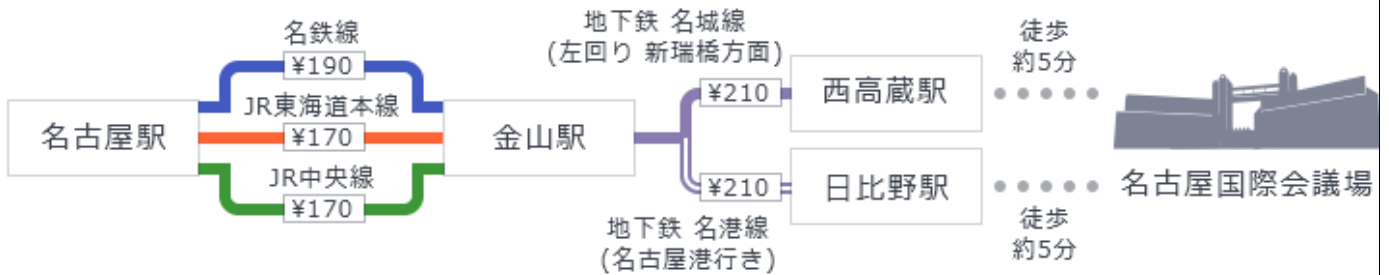 名鉄線
¥190
JR東海道本線
¥170
JR中央線
¥170
名古屋駅
金山駅
地下鉄 名城線
(左回り 新瑞橋方面)
¥210
西高蔵駅
徒歩
約5分
¥210
日比野駅
地下鉄 名港線
(名古屋港行き)
徒歩
約5分
名古屋国際会議場